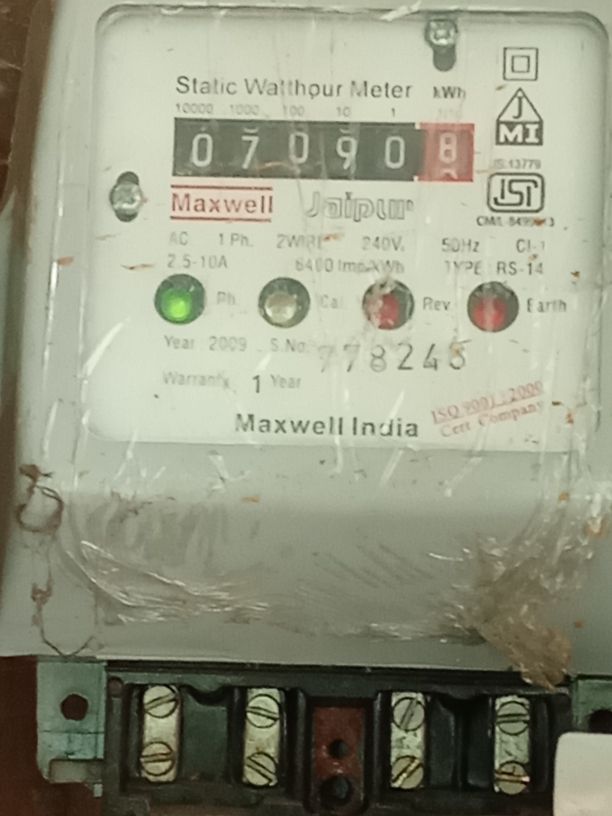 Static Watthour Meter kWh
10000 1000 100 10 1
0 7 0 9 0 8
J
MI
IS:13779
Maxwell Jaipur
ISI
AC 1 Ph. 2WIRE 240V. 50Hz Cl-1
2.5-10A 6400 Imp/kWh TYPE RS-14
Ph. Cal Rev. Earth
Year 2009 S.No. 778245
Warranty 1 Year
Maxwell India
ISO 9001 : 2000
Cert Company